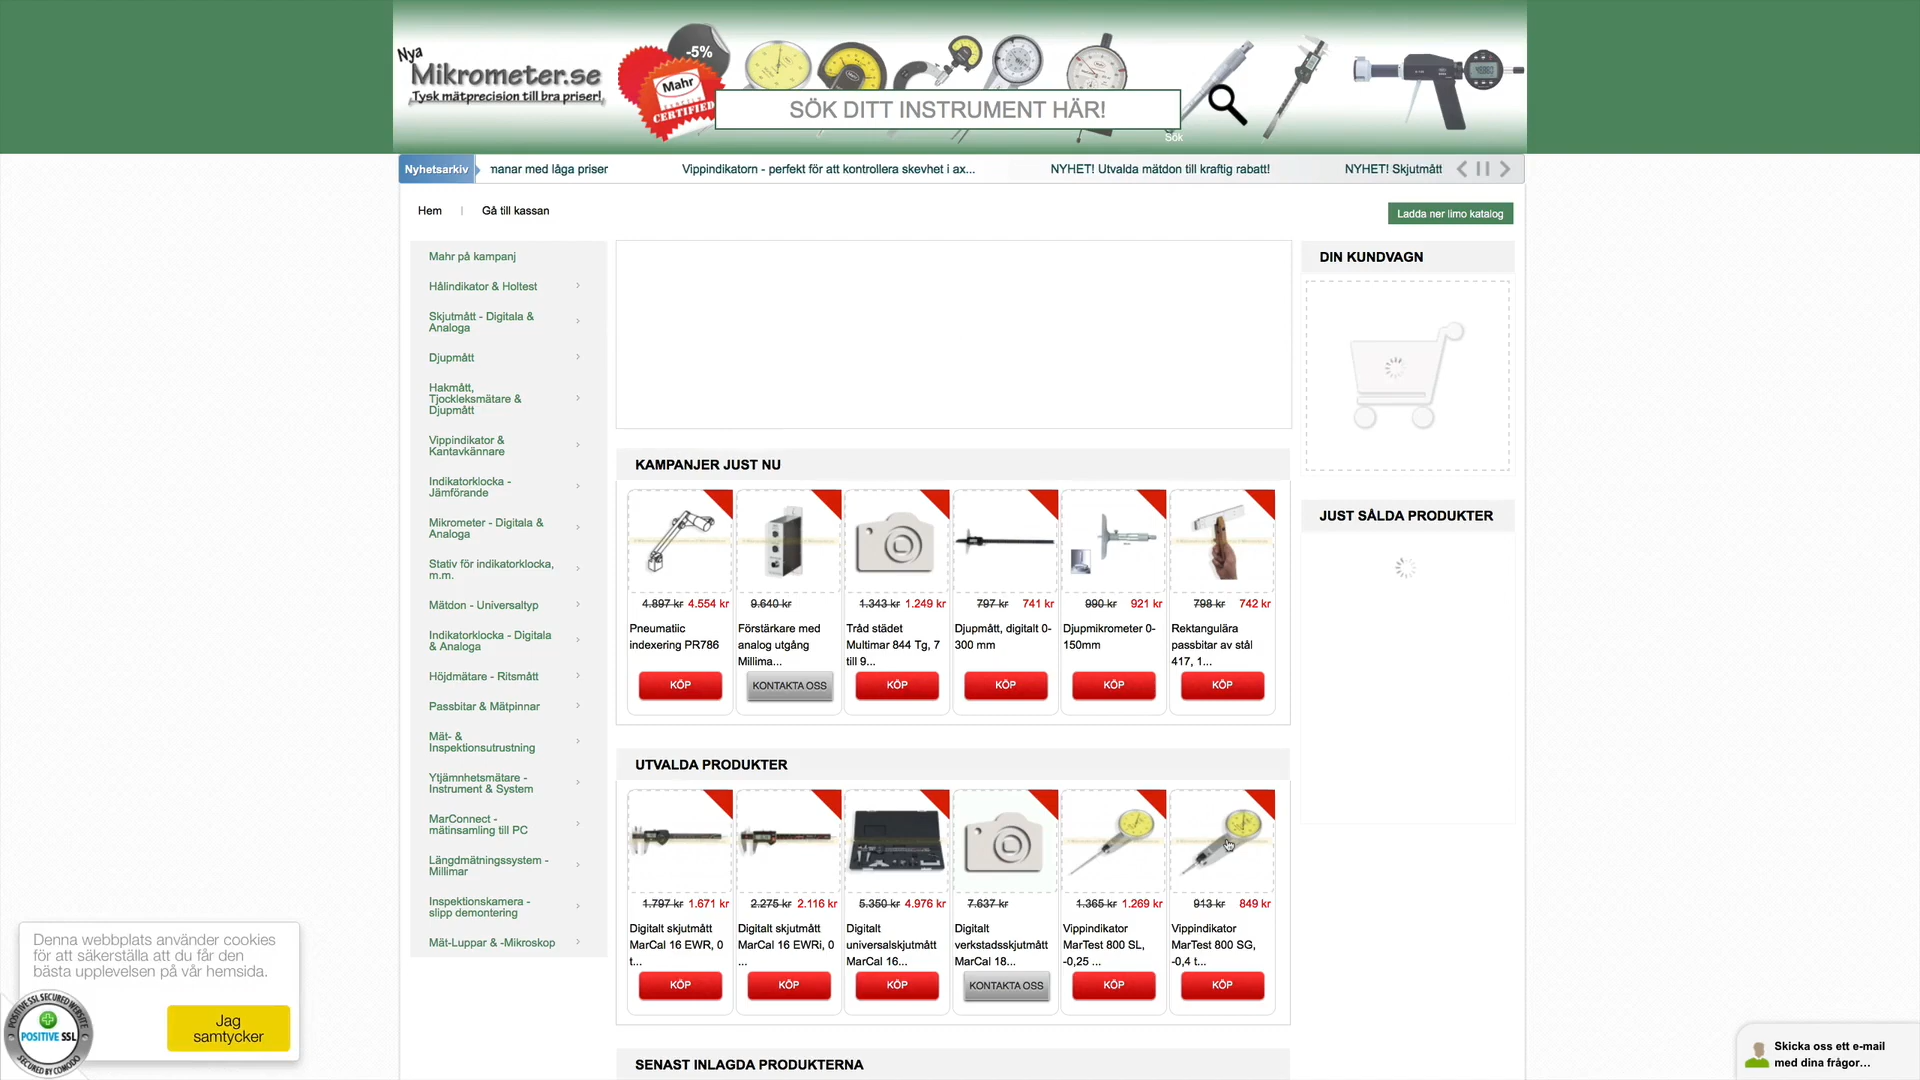 Nya
Mikrometer.se
Tysk mätprecision till bra priser!
-5%
Mahr
CERTIFIED
SÖK DITT INSTRUMENT HÄR!
Sök
Nyhetsarkiv
manar med låga priser
Vippindikatorn - perfekt för att kontrollera skevhet i ax...
NYHET! Utvalda mätdon till kraftig rabatt!
NYHET! Skjutmått
Hem | Gå till kassan
Ladda ner limo katalog
Mahr på kampanj
Hålindikator & Holtest
Skjutmått - Digitala &
Analoga
Djupmått
Hakmått,
Tjockleksmätare &
Djupmått
Vippindikator &
Kantavkännare
Indikatorklocka -
Jämförande
Mikrometer - Digitala &
Analoga
Stativ för indikatorklocka,
m.m.
Mätdon - Universaltyp
Indikatorklocka - Digitala
& Analoga
Höjdmätare - Ritsmått
Passbitar & Mätpinnar
Mät- &
Inspektionsutrustning
Ytjämnhetsmätare -
Instrument & System
MarConnect -
mätinsamling till PC
Längdmätningssystem -
Millimar
Inspektionskamera -
slipp demontering
Mät-Luppar & -Mikroskop
KAMPANJER JUST NU
4.897 kr 4.554 kr
Pneumatiic
indexering PR786
KÖP
9.640 kr
Förstärkare med
analog utgång
Millima...
KONTAKTA OSS
1.343 kr 1.249 kr
Tråd städet
Multimar 844 Tg, 7
till 9...
KÖP
797 kr 741 kr
Djupmått, digitalt 0-
300 mm
KÖP
990 kr 921 kr
Djupmikrometer 0-
150mm
KÖP
798 kr 742 kr
Rektangulära
passbitar av stål
417, 1...
KÖP
UTVALDA PRODUKTER
1.797 kr 1.671 kr
Digitalt skjutmått
MarCal 16 EWR, 0
t...
KÖP
2.275 kr 2.116 kr
Digitalt skjutmått
MarCal 16 EWRi, 0
...
KÖP
5.350 kr 4.976 kr
Digitalt
universalskjutmått
MarCal 16...
KÖP
7.637 kr
Digitalt
verkstadsskjutmått
MarCal 18...
KONTAKTA OSS
1.365 kr 1.269 kr
Vippindikator
MarTest 800 SL,
-0,25 ...
KÖP
913 kr 849 kr
Vippindikator
MarTest 800 SG,
-0,4 t...
KÖP
SENAST INLAGDA PRODUKTERNA
DIN KUNDVAGN
JUST SÅLDA PRODUKTER
Denna webbplats använder cookies
för att säkerställa att du får den
bästa upplevelsen på vår hemsida.
Jag
samtycker
POSITIVE SSL SECURED WEBSITE
POSITIVE SSL
SECURED BY COMODO
Skicka oss ett e-mail
med dina frågor...